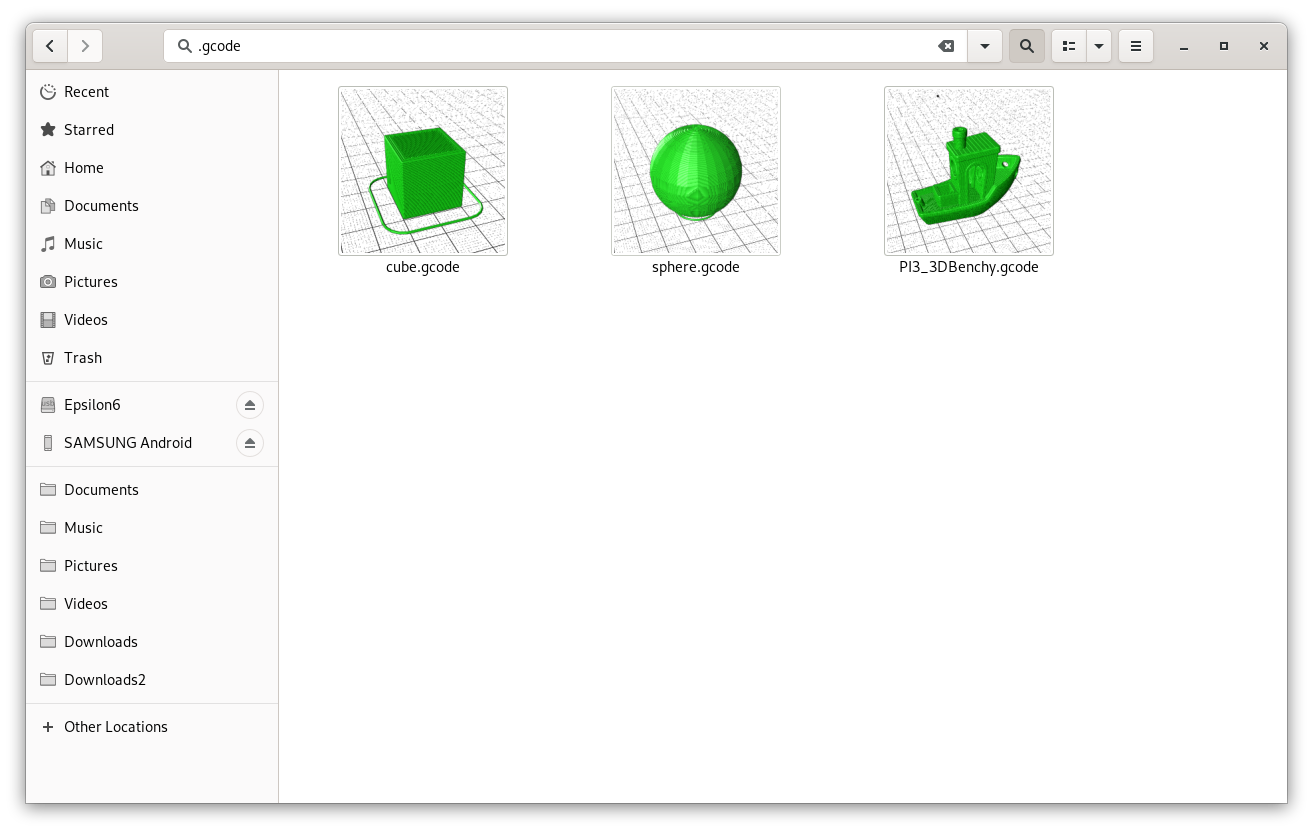 .gcode
Recent
Starred
Home
Documents
Music
Pictures
Videos
Trash
Epsilon6
SAMSUNG Android
Documents
Music
Pictures
Videos
Downloads
Downloads2
Other Locations
cube.gcode
sphere.gcode
PI3_3DBenchy.gcode